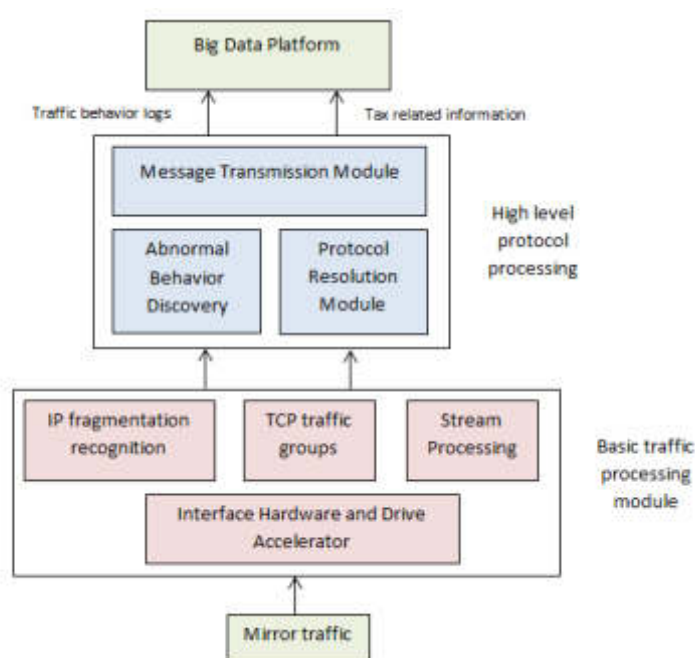 Big Data Platform
Traffic behavior logs
Tax related information
Message Transmission Module
High level
protocol
processing
Abnormal
Behavior
Discovery
Protocol
Resolution
Module
IP fragmentation
recognition
TCP traffic
groups
Stream
Processing
Basic traffic
processing
module
Interface Hardware and Drive
Accelerator
Mirror traffic